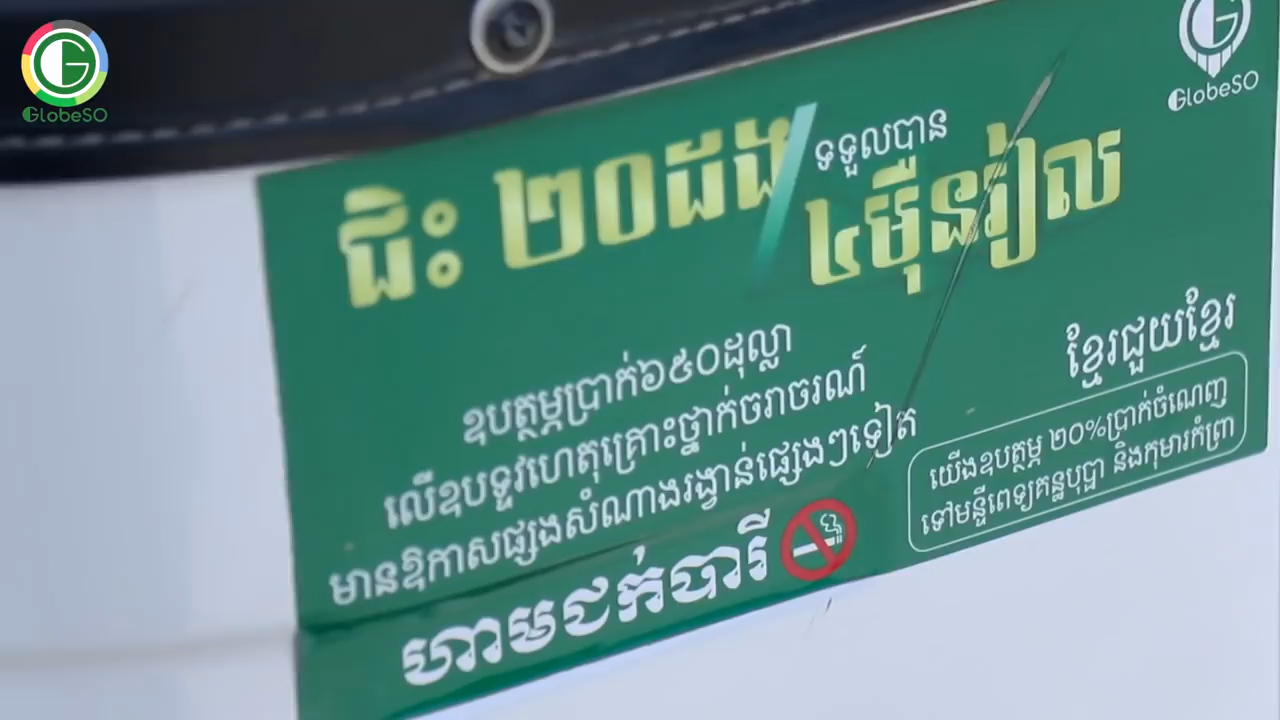 GlobeSO
GlobeSO
ជិះ ២០ដង
ទទួលបាន
៤ម៉ឺនរៀល
ឧបត្ថម្ភប្រាក់៦៥០ដុល្លា
លើឧបទ្ទវហេតុគ្រោះថ្នាក់ចរាចរណ៍
មានឱកាសផ្សងសំណាងរង្វាន់ផ្សេងៗទៀត
ហាមជក់បារី
ខ្មែរជួយខ្មែរ
យើងឧបត្ថម្ភ ២០%ប្រាក់ចំណេញ
ទៅមន្ទីពេទ្យគន្ធបុប្ផា និងកុមារកំព្រា